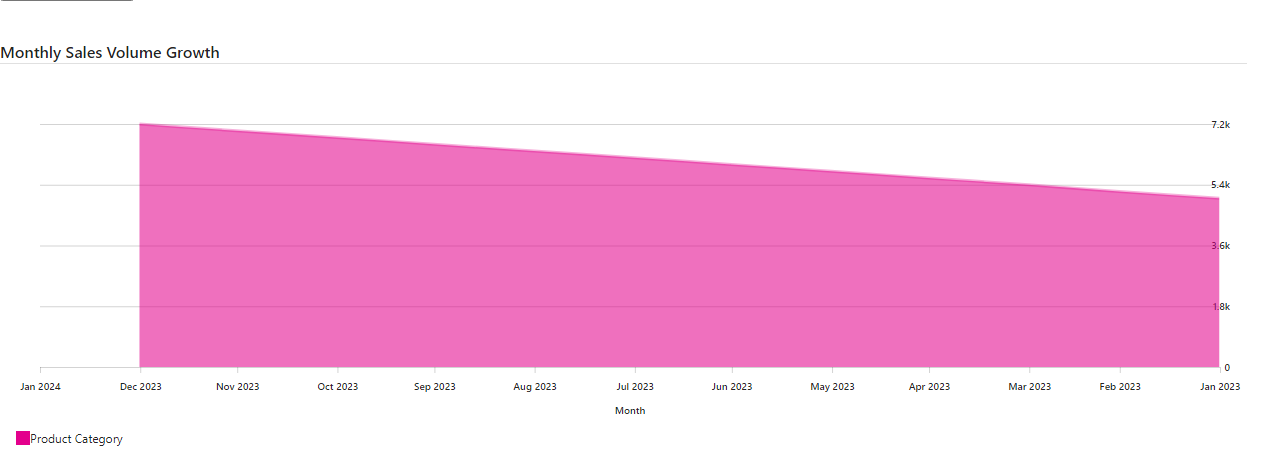 Monthly Sales Volume Growth
7.2k
5.4k
3.6k
1.8k
0
Jan 2024 Dec 2023 Nov 2023 Oct 2023 Sep 2023 Aug 2023 Jul 2023 Jun 2023 May 2023 Apr 2023 Mar 2023 Feb 2023 Jan 2023
Month
Product Category